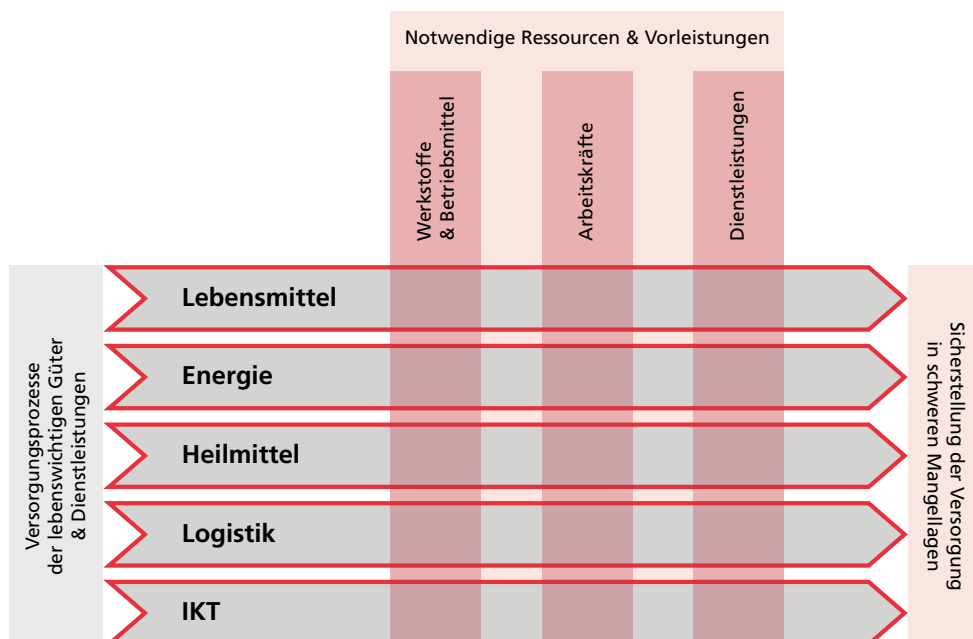 Notwendige Ressourcen & Vorleistungen
Werkstoffe
& Betriebsmittel
Arbeitskräfte
Dienstleistungen
Versorgungsprozesse
der lebenswichtigen Güter
& Dienstleistungen
Lebensmittel
Energie
Heilmittel
Logistik
IKT
Sicherstellung der Versorgung
in schweren Mangellagen